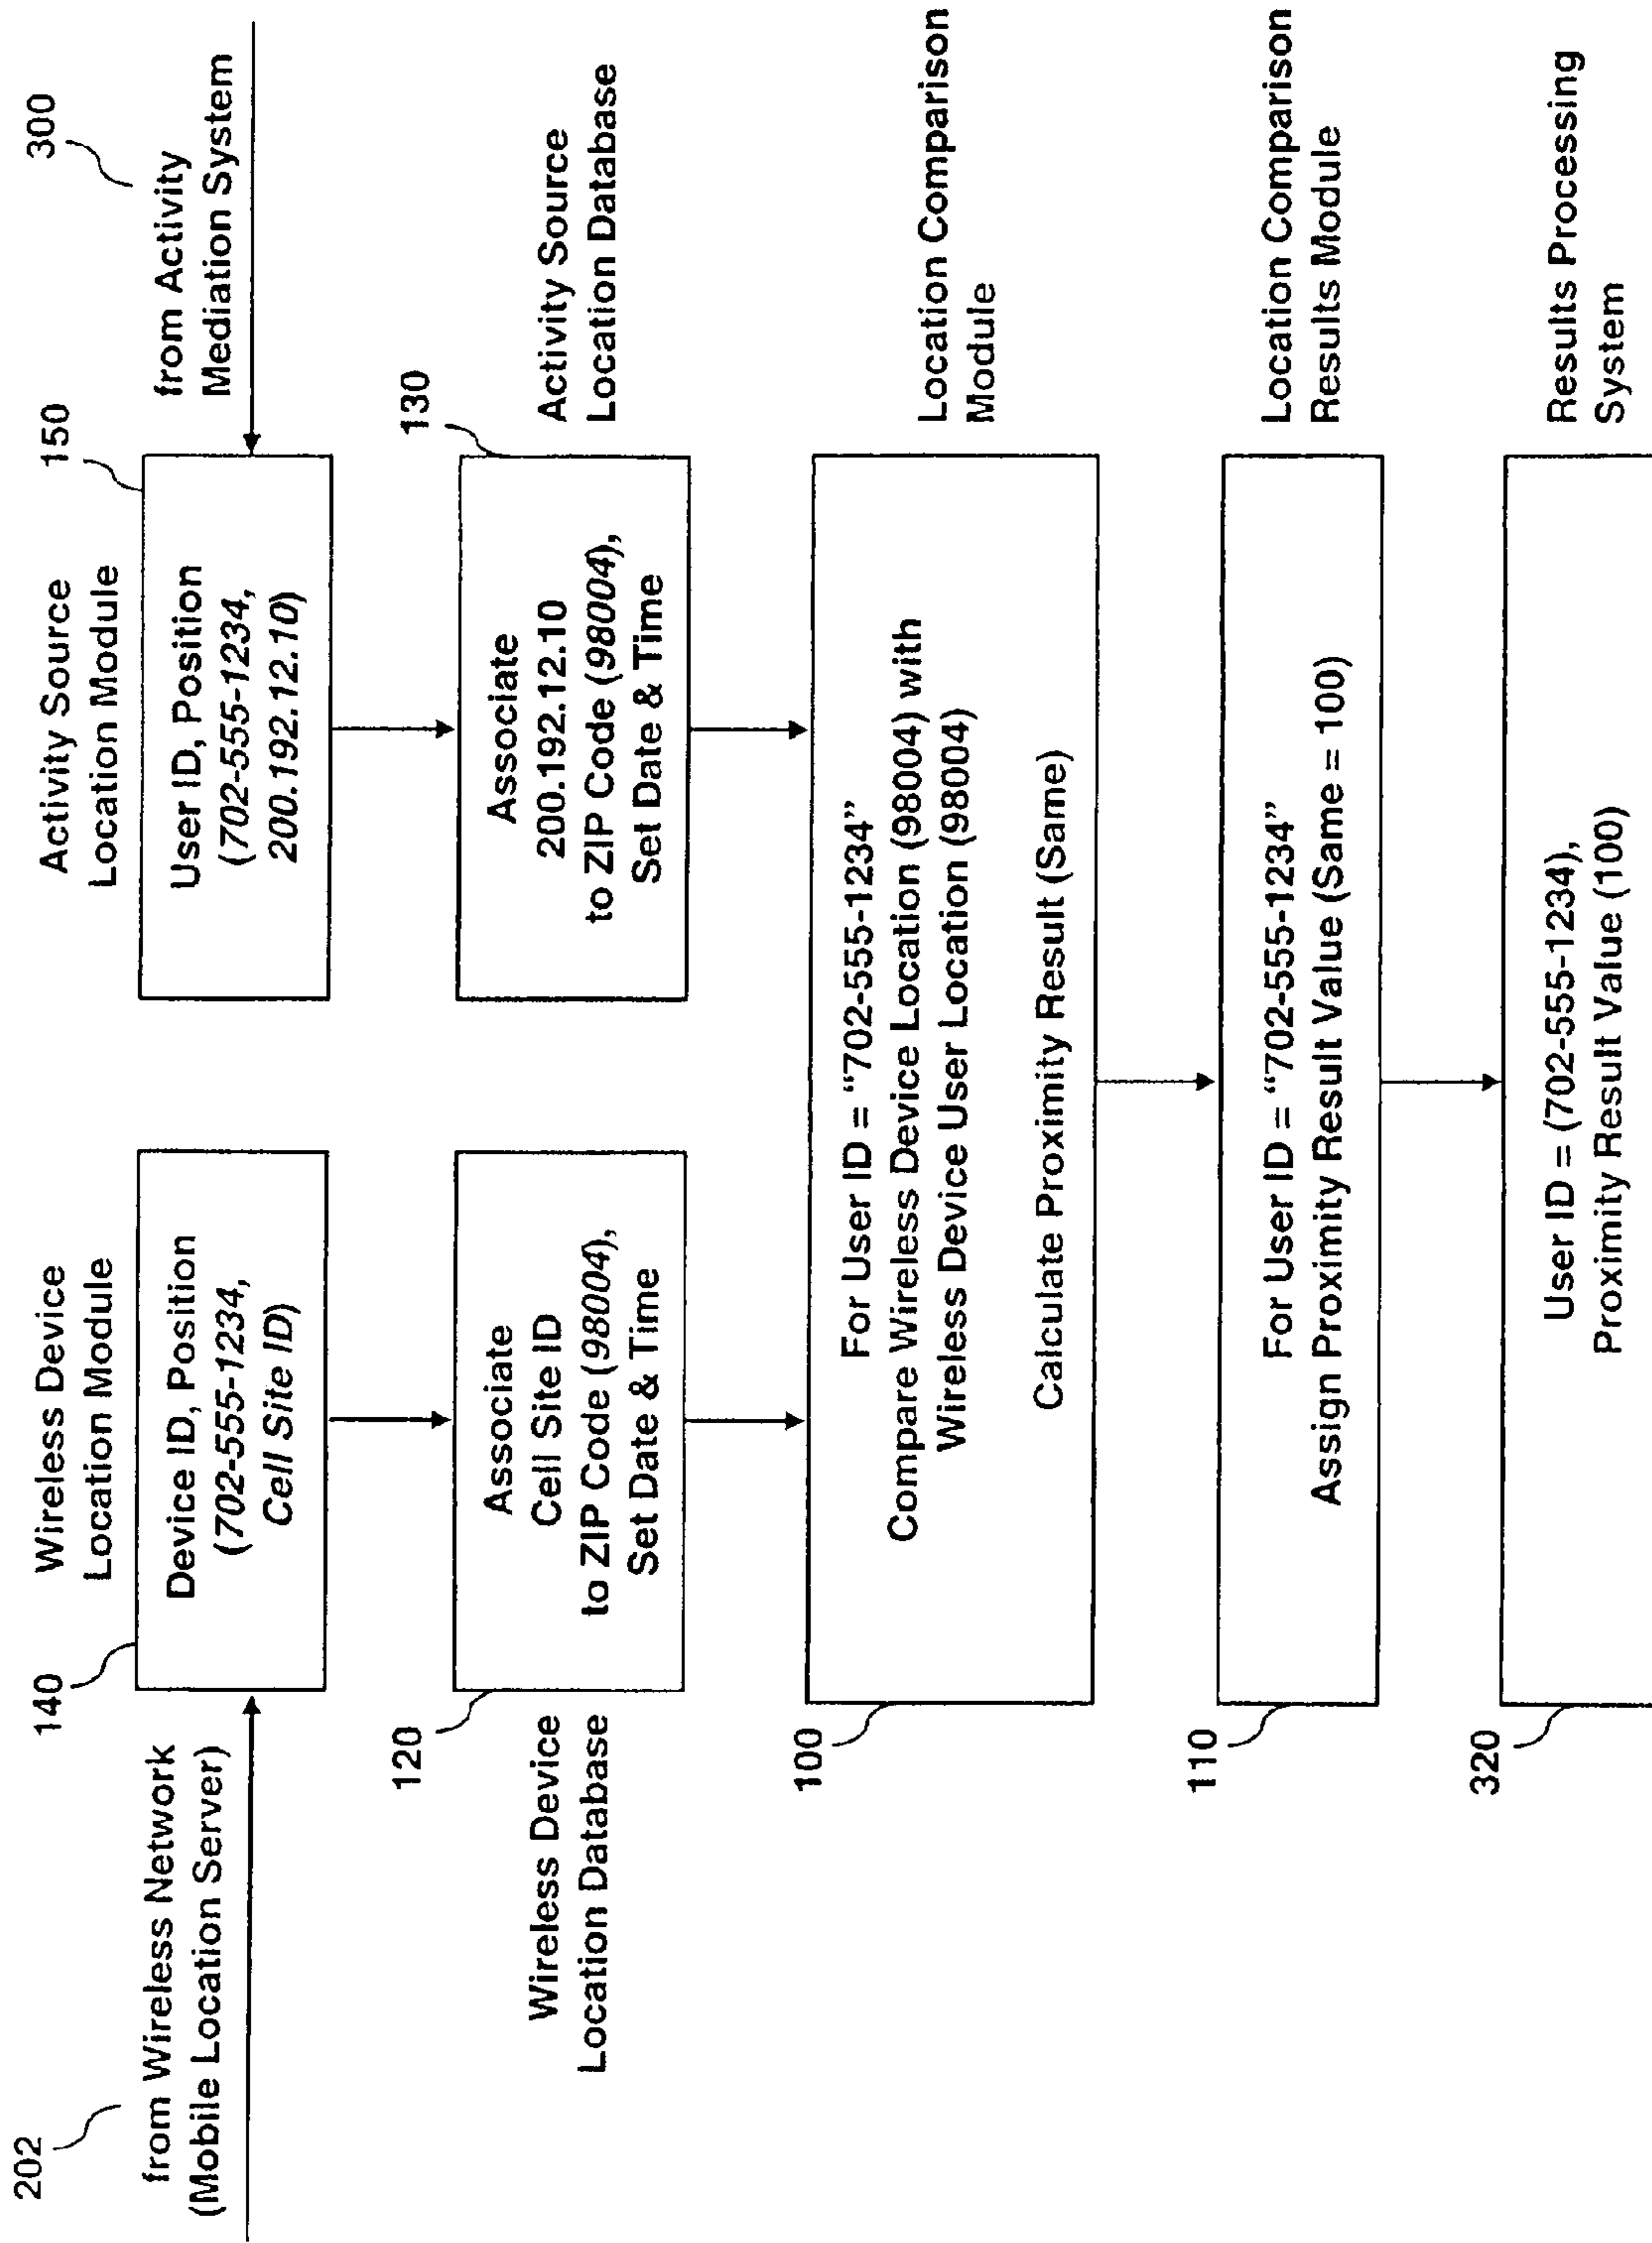 202
from Wireless Network
(Mobile Location Server)
140
Wireless Device
Location Module
Device ID, Position
(702-555-1234,
Cell Site ID)
Activity Source
Location Module
150
User ID, Position
(702-555-1234,
200.192.12.10)
300
from Activity
Mediation System
Wireless Device
Location Database
120
Associate
Cell Site ID
to ZIP Code (98004),
Set Date & Time
Associate
200.192.12.10
to ZIP Code (98004),
Set Date & Time
130
Activity Source
Location Database
100
For User ID = "702-555-1234"
Compare Wireless Device Location (98004) with
Wireless Device User Location (98004)
Calculate Proximity Result (Same)
Location Comparison
Module
110
For User ID = "702-555-1234"
Assign Proximity Result Value (Same = 100)
Location Comparison
Results Module
320
User ID = (702-555-1234),
Proximity Result Value (100)
Results Processing
System